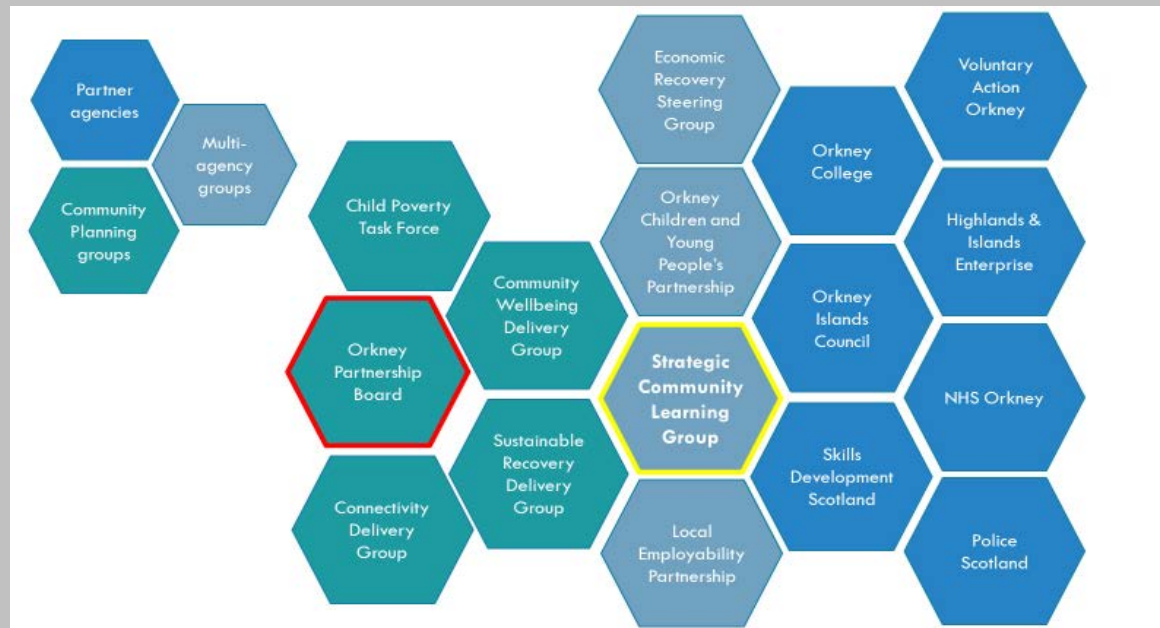 Partner
agencies
Multi-
agency
groups
Community
Planning
groups
Child Poverty
Task Force
Orkney
Partnership
Board
Connectivity
Delivery
Group
Community
Wellbeing
Delivery
Group
Sustainable
Recovery
Delivery
Group
Economic
Recovery
Steering
Group
Orkney
Children and
Young
People's
Partnership
Strategic
Community
Learning
Group
Local
Employability
Partnership
Orkney
College
Orkney
Islands
Council
Skills
Development
Scotland
Voluntary
Action
Orkney
Highlands &
Islands
Enterprise
NHS Orkney
Police
Scotland